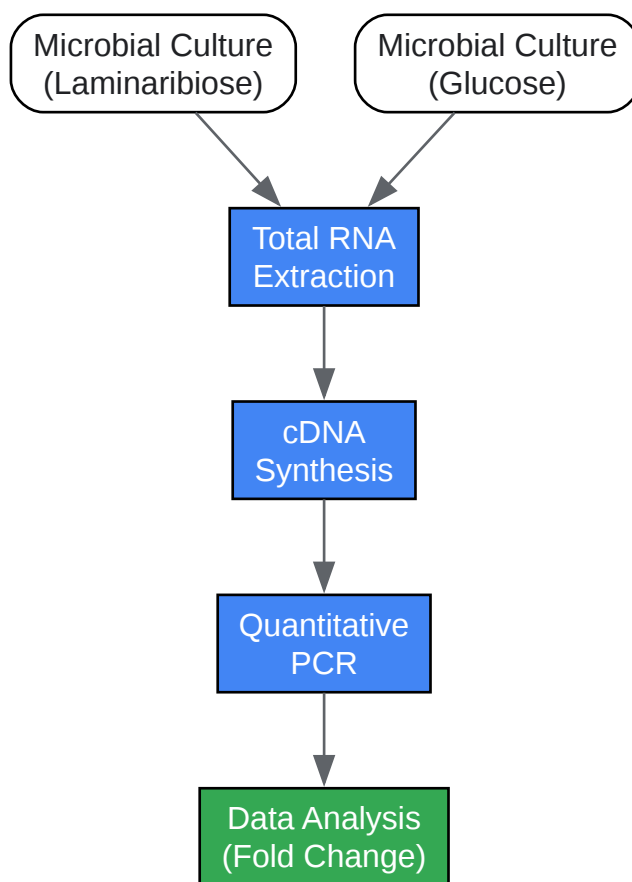 Microbial Culture
(Laminaribiose)
Microbial Culture
(Glucose)
Total RNA
Extraction
cDNA
Synthesis
Quantitative
PCR
Data Analysis
(Fold Change)